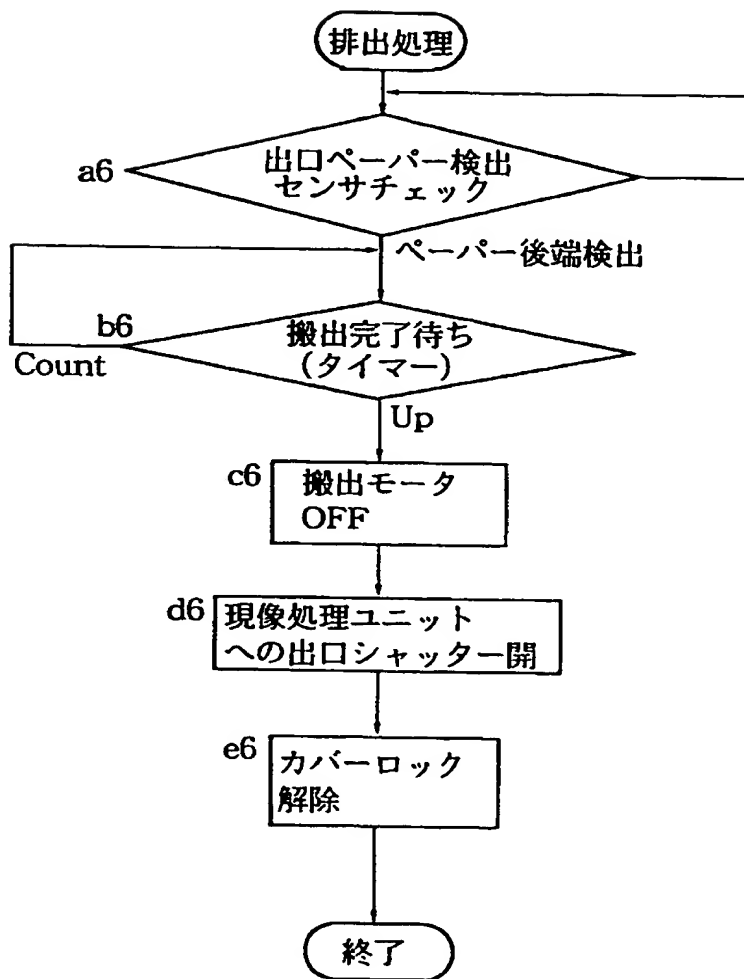 排出処理
a6
出口ペーパー検出
センサチェック
ペーパー後端検出
b6
搬出完了待ち
(タイマー)
Count
Up
c6
搬出モータ
OFF
d6
現像処理ユニット
への出口シャッター開
e6
カバーロック
解除
終了